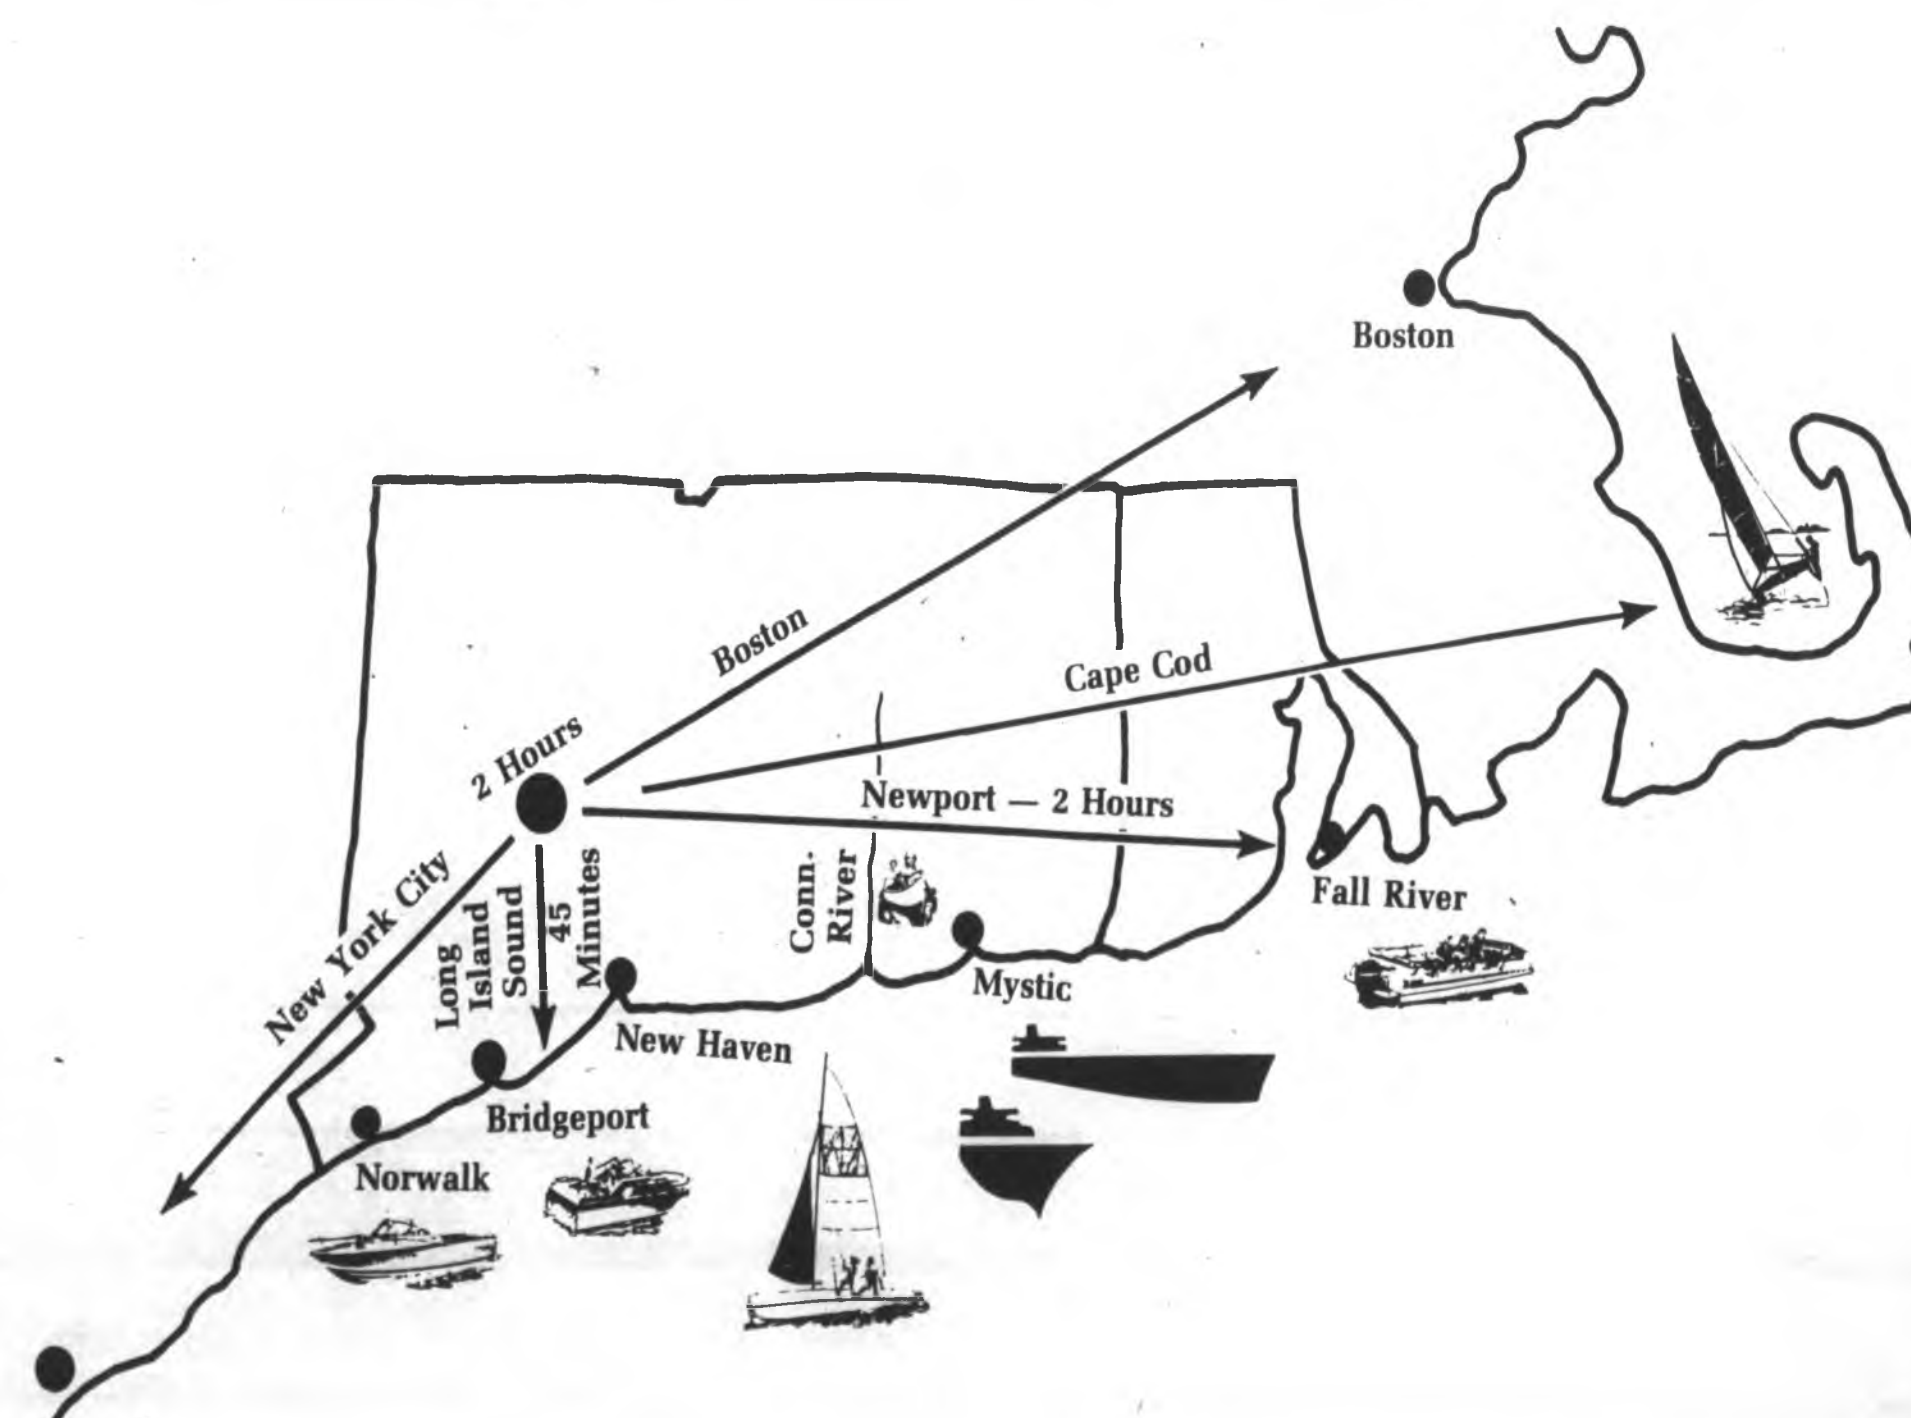 Boston
Boston
Cape Cod
2 Hours
Newport — 2 Hours
New York City
Long
Island
Sound
45
Minutes
Conn.
River
Fall River
Mystic
New Haven
Bridgeport
Norwalk